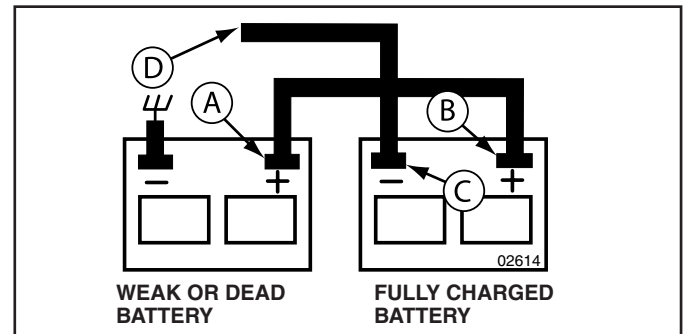 D
A
B
− + − C +
02614
WEAK OR DEAD
BATTERY
FULLY CHARGED
BATTERY